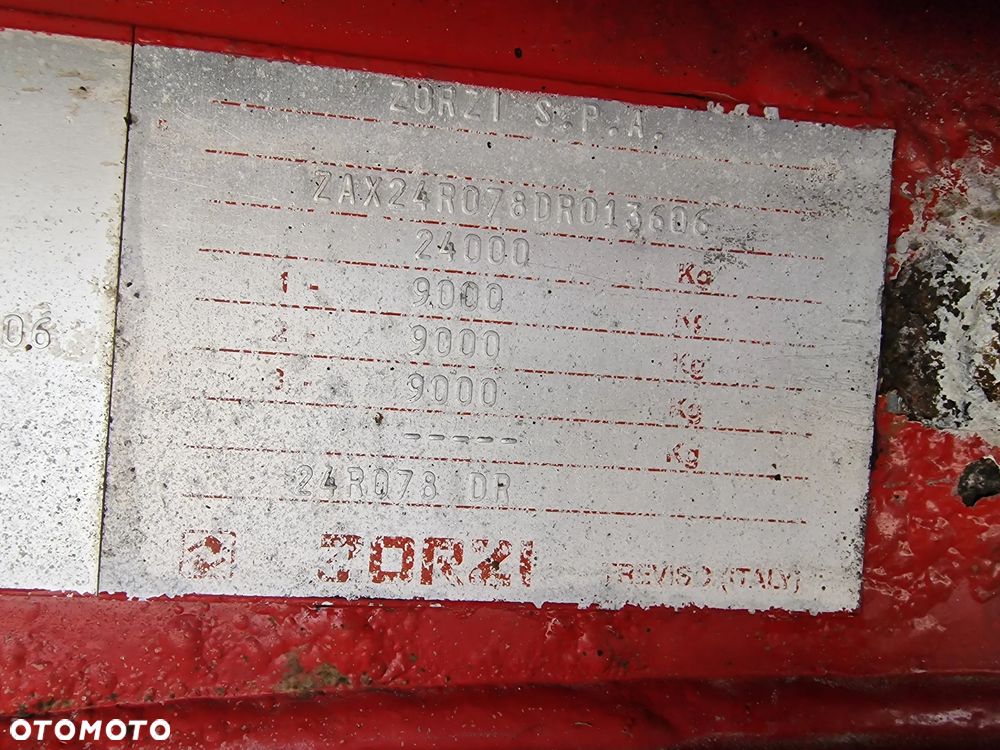 ZORZI S.P.A.
ZAX24R078DR013606
24000 Kg
1 - 9000 Kg
06
2 - 9000 Kg
3 - 9000 Kg
----- Kg
24R078 DR
ZORZI TREVISO (ITALY)
OTOMOTO